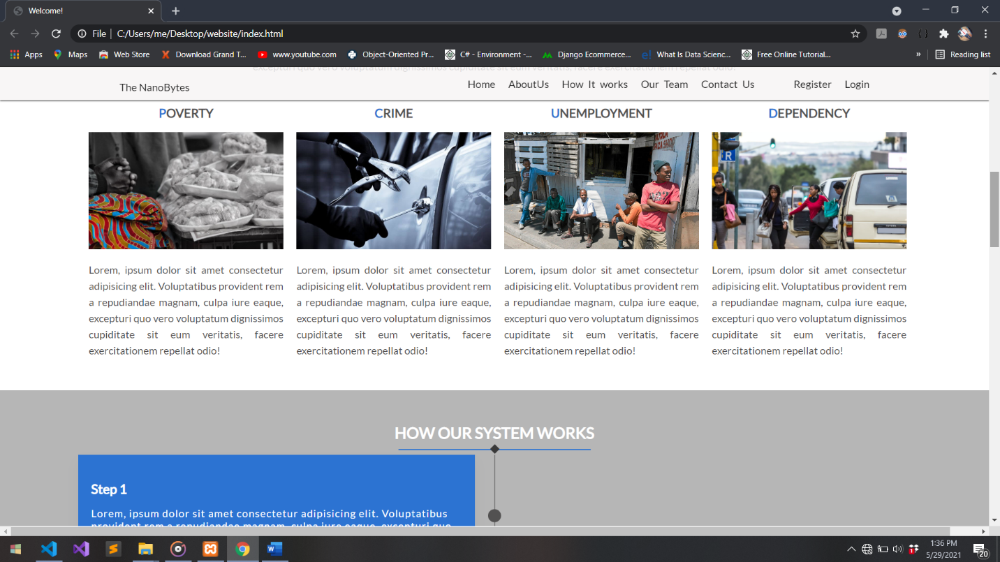 Welcome!
File | C:/Users/me/Desktop/website/index.html
Apps Maps Web Store Download Grand T... www.youtube.com Object-Oriented Pr... C# - Environment -... Django Ecommerce... What Is Data Scienc... Free Online Tutorial... » Reading list
excepturi quo vero voluptatum dignissimos cupiditate sit eum veritatis, facere exercitationem repellat odio!
The NanoBytes Home AboutUs How It works Our Team Contact Us Register Login
POVERTY CRIME UNEMPLOYMENT DEPENDENCY
R
Lorem, ipsum dolor sit amet consectetur
adipisicing elit. Voluptatibus provident rem
a repudiandae magnam, culpa iure eaque,
excepturi quo vero voluptatum dignissimos
cupiditate sit eum veritatis, facere
exercitationem repellat odio!
Lorem, ipsum dolor sit amet consectetur
adipisicing elit. Voluptatibus provident rem
a repudiandae magnam, culpa iure eaque,
excepturi quo vero voluptatum dignissimos
cupiditate sit eum veritatis, facere
exercitationem repellat odio!
Lorem, ipsum dolor sit amet consectetur
adipisicing elit. Voluptatibus provident rem
a repudiandae magnam, culpa iure eaque,
excepturi quo vero voluptatum dignissimos
cupiditate sit eum veritatis, facere
exercitationem repellat odio!
Lorem, ipsum dolor sit amet consectetur
adipisicing elit. Voluptatibus provident rem
a repudiandae magnam, culpa iure eaque,
excepturi quo vero voluptatum dignissimos
cupiditate sit eum veritatis, facere
exercitationem repellat odio!
HOW OUR SYSTEM WORKS
Step 1
Lorem, ipsum dolor sit amet consectetur adipisicing elit. Voluptatibus
provident rem a repudiandae magnam, culpa iure eaque, excepturi quo
1:36 PM
5/29/2021
20